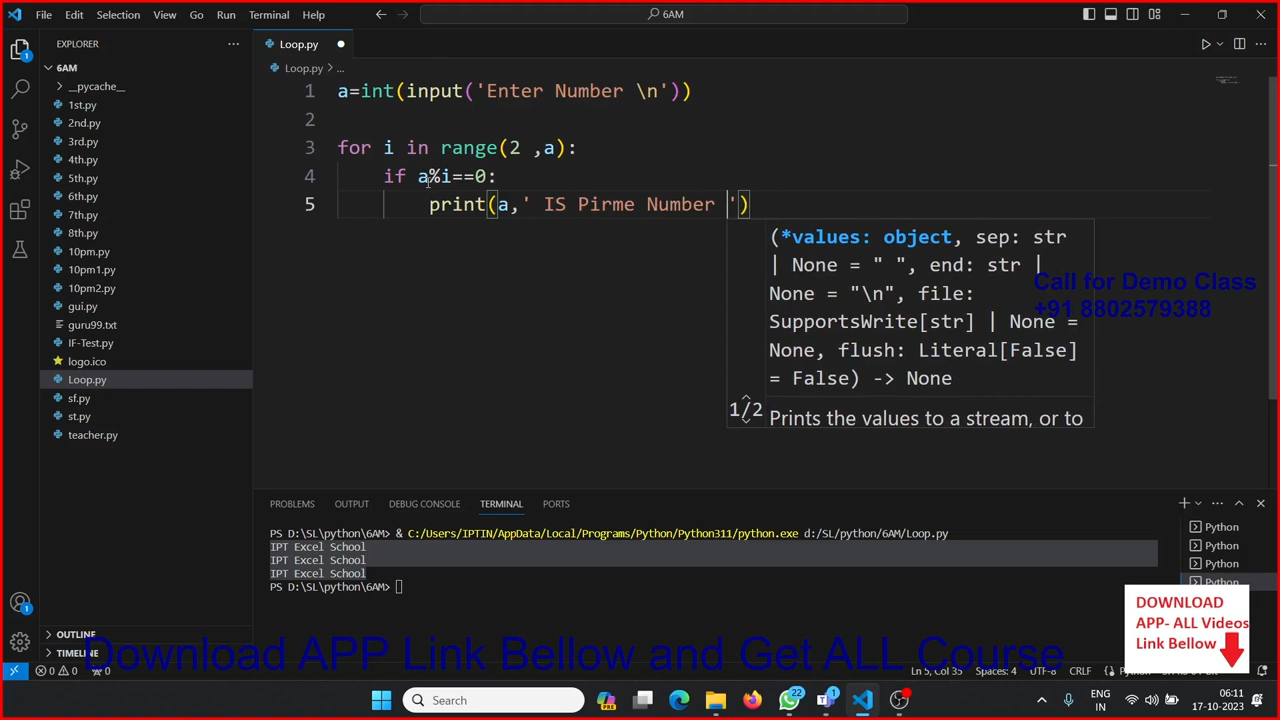 File Edit Selection View Go Run Terminal Help
6AM
EXPLORER
Loop.py
6AM
Loop.py > ...
__pycache__
1st.py
2nd.py
3rd.py
4th.py
5th.py
6th.py
7th.py
8th.py
10pm.py
10pm1.py
10pm2.py
gui.py
guru99.txt
IF-Test.py
logo.ico
Loop.py
sf.py
st.py
teacher.py
OUTLINE
TIMELINE
1 a=int(input('Enter Number \n'))
2
3 for i in range(2 ,a):
4 if a%i==0:
5 print(a,' IS Pirme Number ')
(*values: object, sep: str
| None = " ", end: str |
None = "\n", file:
SupportsWrite[str] | None =
None, flush: Literal[False]
= False) -> None
1/2 Prints the values to a stream, or to
Call for Demo Class
+91 8802579388
PROBLEMS OUTPUT DEBUG CONSOLE TERMINAL PORTS
PS D:\SL\python\6AM> & C:/Users/IPTIN/AppData/Local/Programs/Python/Python311/python.exe d:/SL/python/6AM/Loop.py
IPT Excel School
IPT Excel School
IPT Excel School
PS D:\SL\python\6AM>
Python
Python
Python
Python
DOWNLOAD
APP- ALL Videos
Link Bellow
Download APP Link Bellow and Get ALL Course
0 0 0 Ln 5, Col 35 Spaces: 4 UTF-8 CRLF
Search
22
1
ENG
IN
06:11
17-10-2023